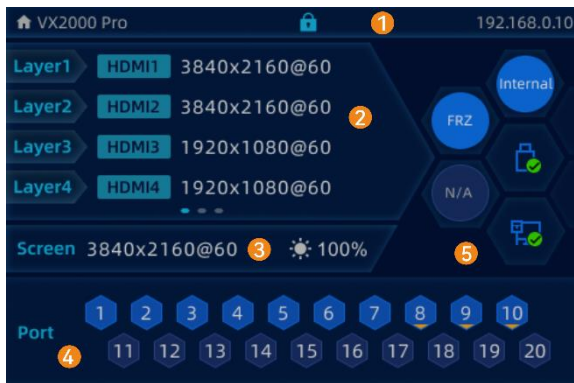 VX2000 Pro 1 192.168.0.10
Layer1 HDMI1 3840x2160@60
Layer2 HDMI2 3840x2160@60 2
Layer3 HDMI3 1920x1080@60
Layer4 HDMI4 1920x1080@60
Internal
FRZ
N/A
Screen 3840x2160@60 3 100%
5
Port
1 2 3 4 5 6 7 8 9 10
4
11 12 13 14 15 16 17 18 19 20